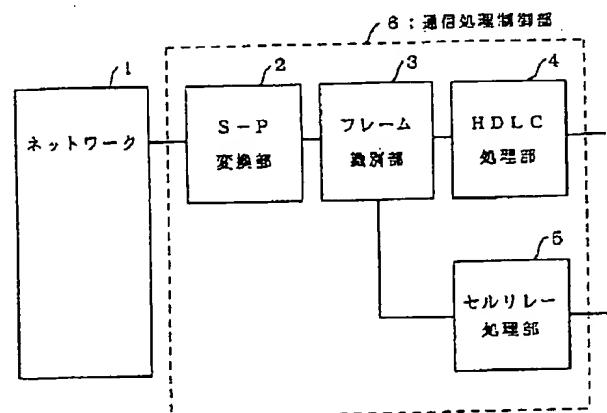 6:通信処理制御部
1
2
3
4
ネットワーク
S-P
変換部
フレーム
識別部
HDLC
処理部
5
セルリレー
処理部